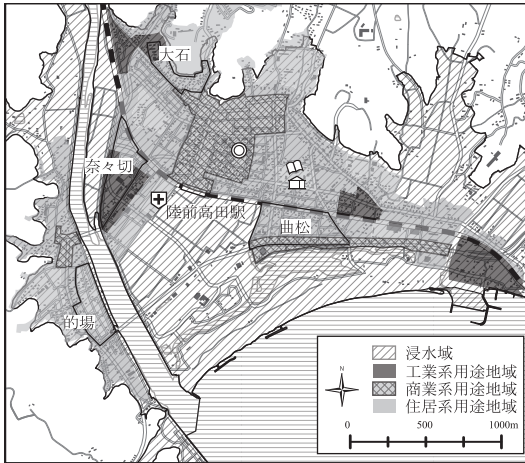 大石
奈々切
陸前高田駅
曲松
的場
N
浸水域
工業系用途地域
商業系用途地域
住居系用途地域
0 500 1000m